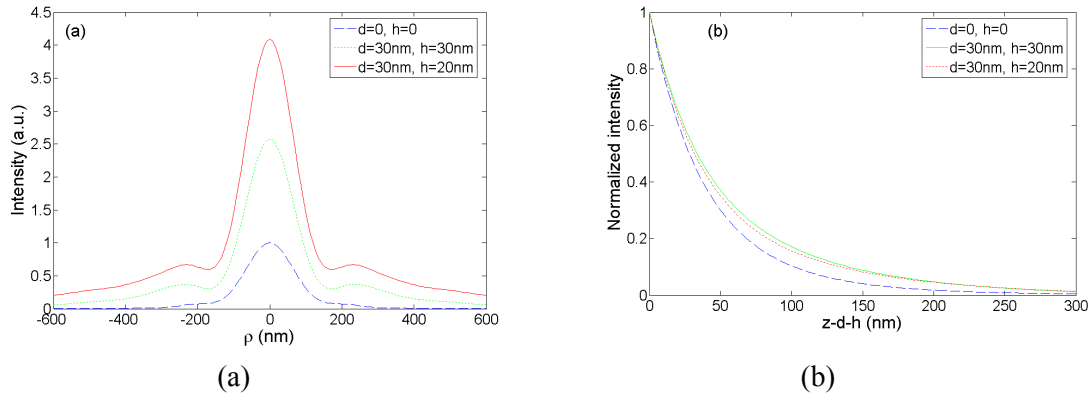 (a)
d=0, h=0
d=30nm, h=30nm
d=30nm, h=20nm
4.5
4
3.5
3
2.5
2
1.5
1
0.5
0
Intensity (a.u.)
-600 -400 -200 0 200 400 600
ρ (nm)
(a)
(b)
d=0, h=0
d=30nm, h=30nm
d=30nm, h=20nm
1
0.8
0.6
0.4
0.2
0
Normalized intensity
0 50 100 150 200 250 300
z-d-h (nm)
(b)